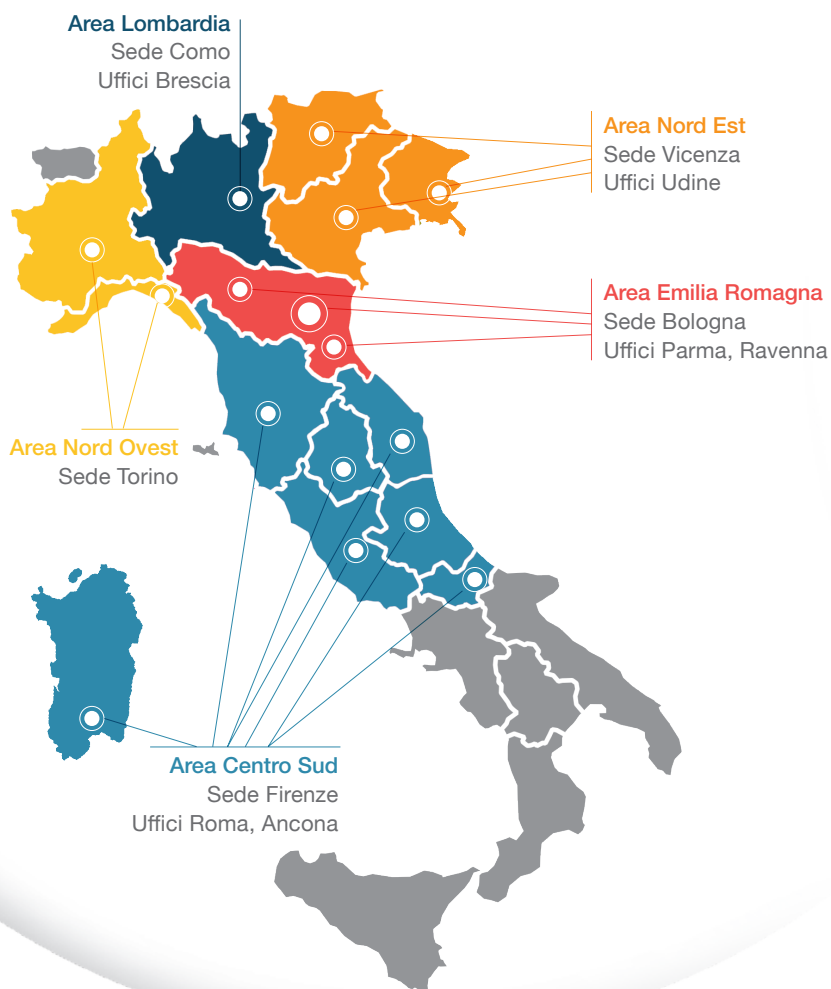 Area Lombardia
Sede Como
Uffici Brescia
Area Nord Est
Sede Vicenza
Uffici Udine
Area Emilia Romagna
Sede Bologna
Uffici Parma, Ravenna
Area Nord Ovest
Sede Torino
Area Centro Sud
Sede Firenze
Uffici Roma, Ancona